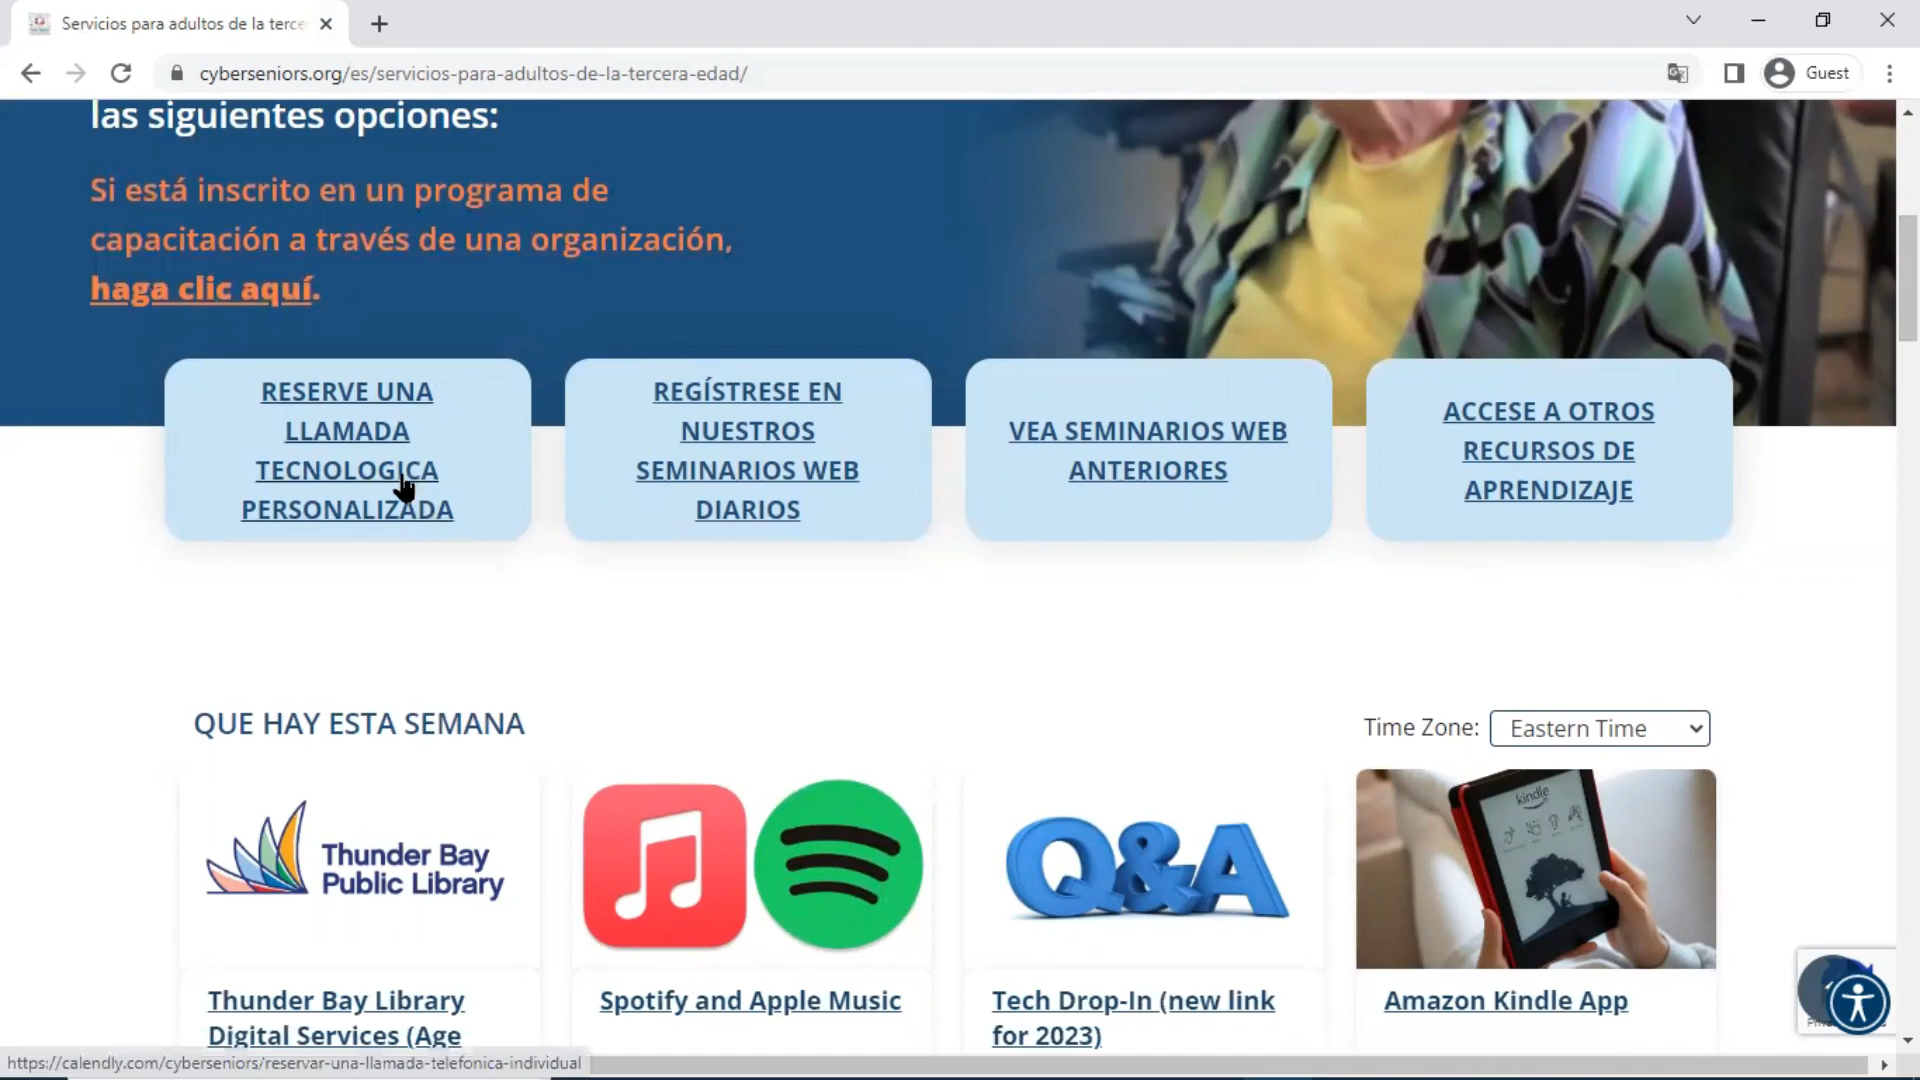 Servicios para adultos de la terce
cyberseniors.org/es/servicios-para-adultos-de-la-tercera-edad/
Guest
las siguientes opciones:
Si está inscrito en un programa de
capacitación a través de una organización,
haga clic aquí.
RESERVE UNA
LLAMADA
TECNOLOGICA
PERSONALIZADA
REGÍSTRESE EN
NUESTROS
SEMINARIOS WEB
DIARIOS
VEA SEMINARIOS WEB
ANTERIORES
ACCESE A OTROS
RECURSOS DE
APRENDIZAJE
QUE HAY ESTA SEMANA
Time Zone: Eastern Time
Thunder Bay
Public Library
Q&A
kindle
Thunder Bay Library
Digital Services (Age
Spotify and Apple Music
Tech Drop-In (new link
for 2023)
Amazon Kindle App
https://calendly.com/cyberseniors/reservar-una-llamada-telefonica-individual